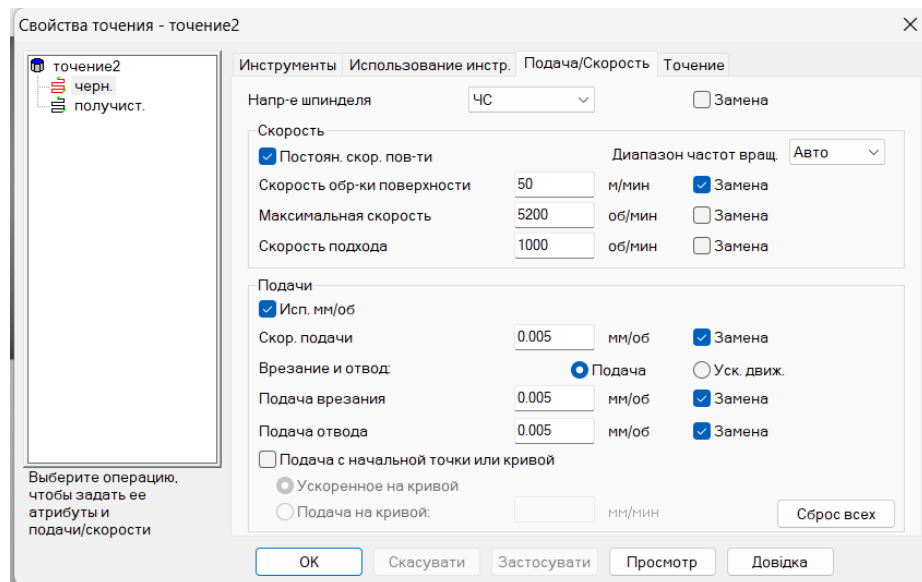 Свойства точения - точение2
точение2
черн.
получист.
Выберите операцию,
чтобы задать ее
атрибуты и
подачи/скорости
Инструменты Использование инстр. Подача/Скорость Точение
Напр-е шпинделя ЧС Замена
Скорость
Постоян. скор. пов-ти Диапазон частот вращ. Авто
Скорость обр-ки поверхности 50 м/мин Замена
Максимальная скорость 5200 об/мин Замена
Скорость подхода 1000 об/мин Замена
Подачи
Исп. мм/об
Скор. подачи 0.005 мм/об Замена
Врезание и отвод: Подача Уск. движ.
Подача врезания 0.005 мм/об Замена
Подача отвода 0.005 мм/об Замена
Подача с начальной точки или кривой
Ускоренное на кривой
Подача на кривой: мм/мин Сброс всех
ОК Скасувати Застосувати Просмотр Довідка